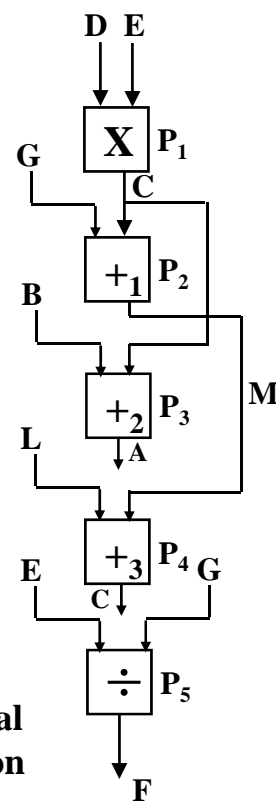 D E
X P1
G C
+1 P2
B
+2 P3 M
L A
+3 P4
E C G
÷ P5
al
on
F